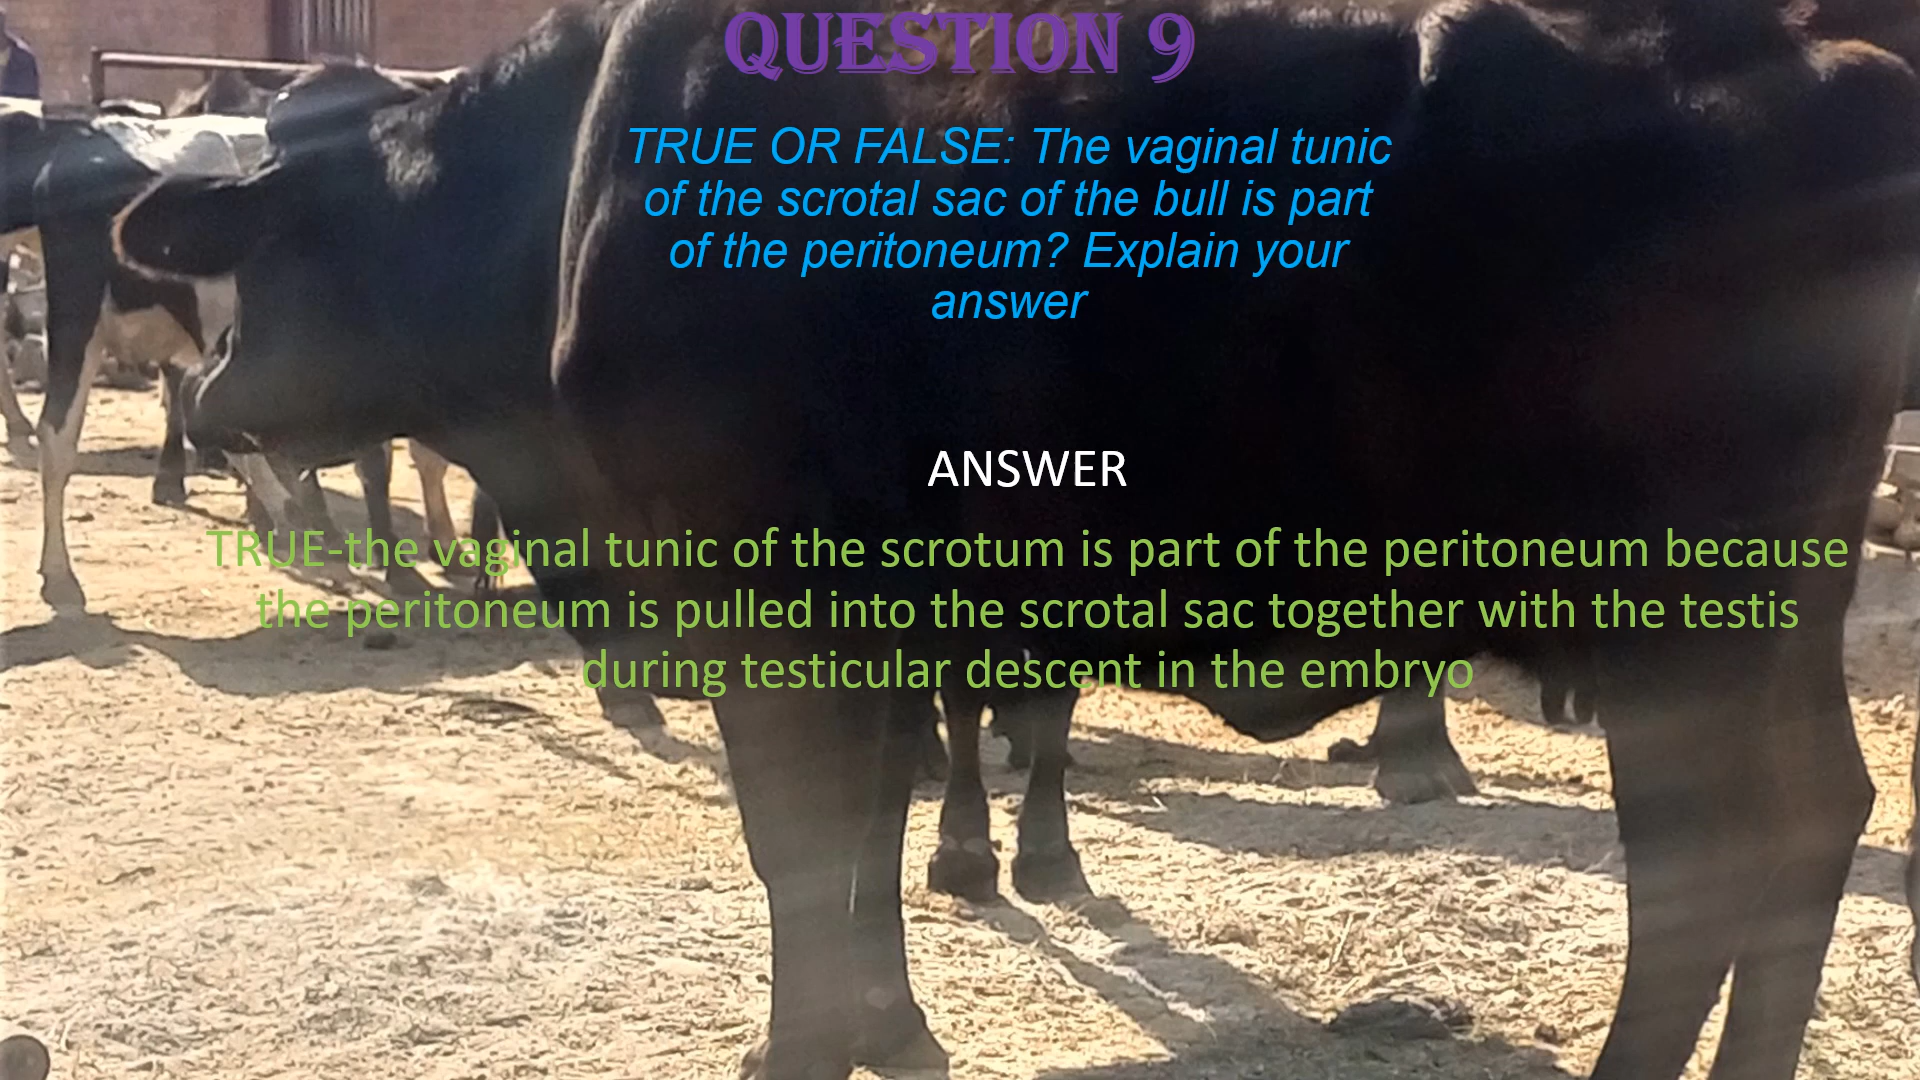 QUESTION 9
TRUE OR FALSE: The vaginal tunic
of the scrotal sac of the bull is part
of the peritoneum? Explain your
answer
ANSWER
TRUE-the vaginal tunic of the scrotum is part of the peritoneum because
the peritoneum is pulled into the scrotal sac together with the testis
during testicular descent in the embryo